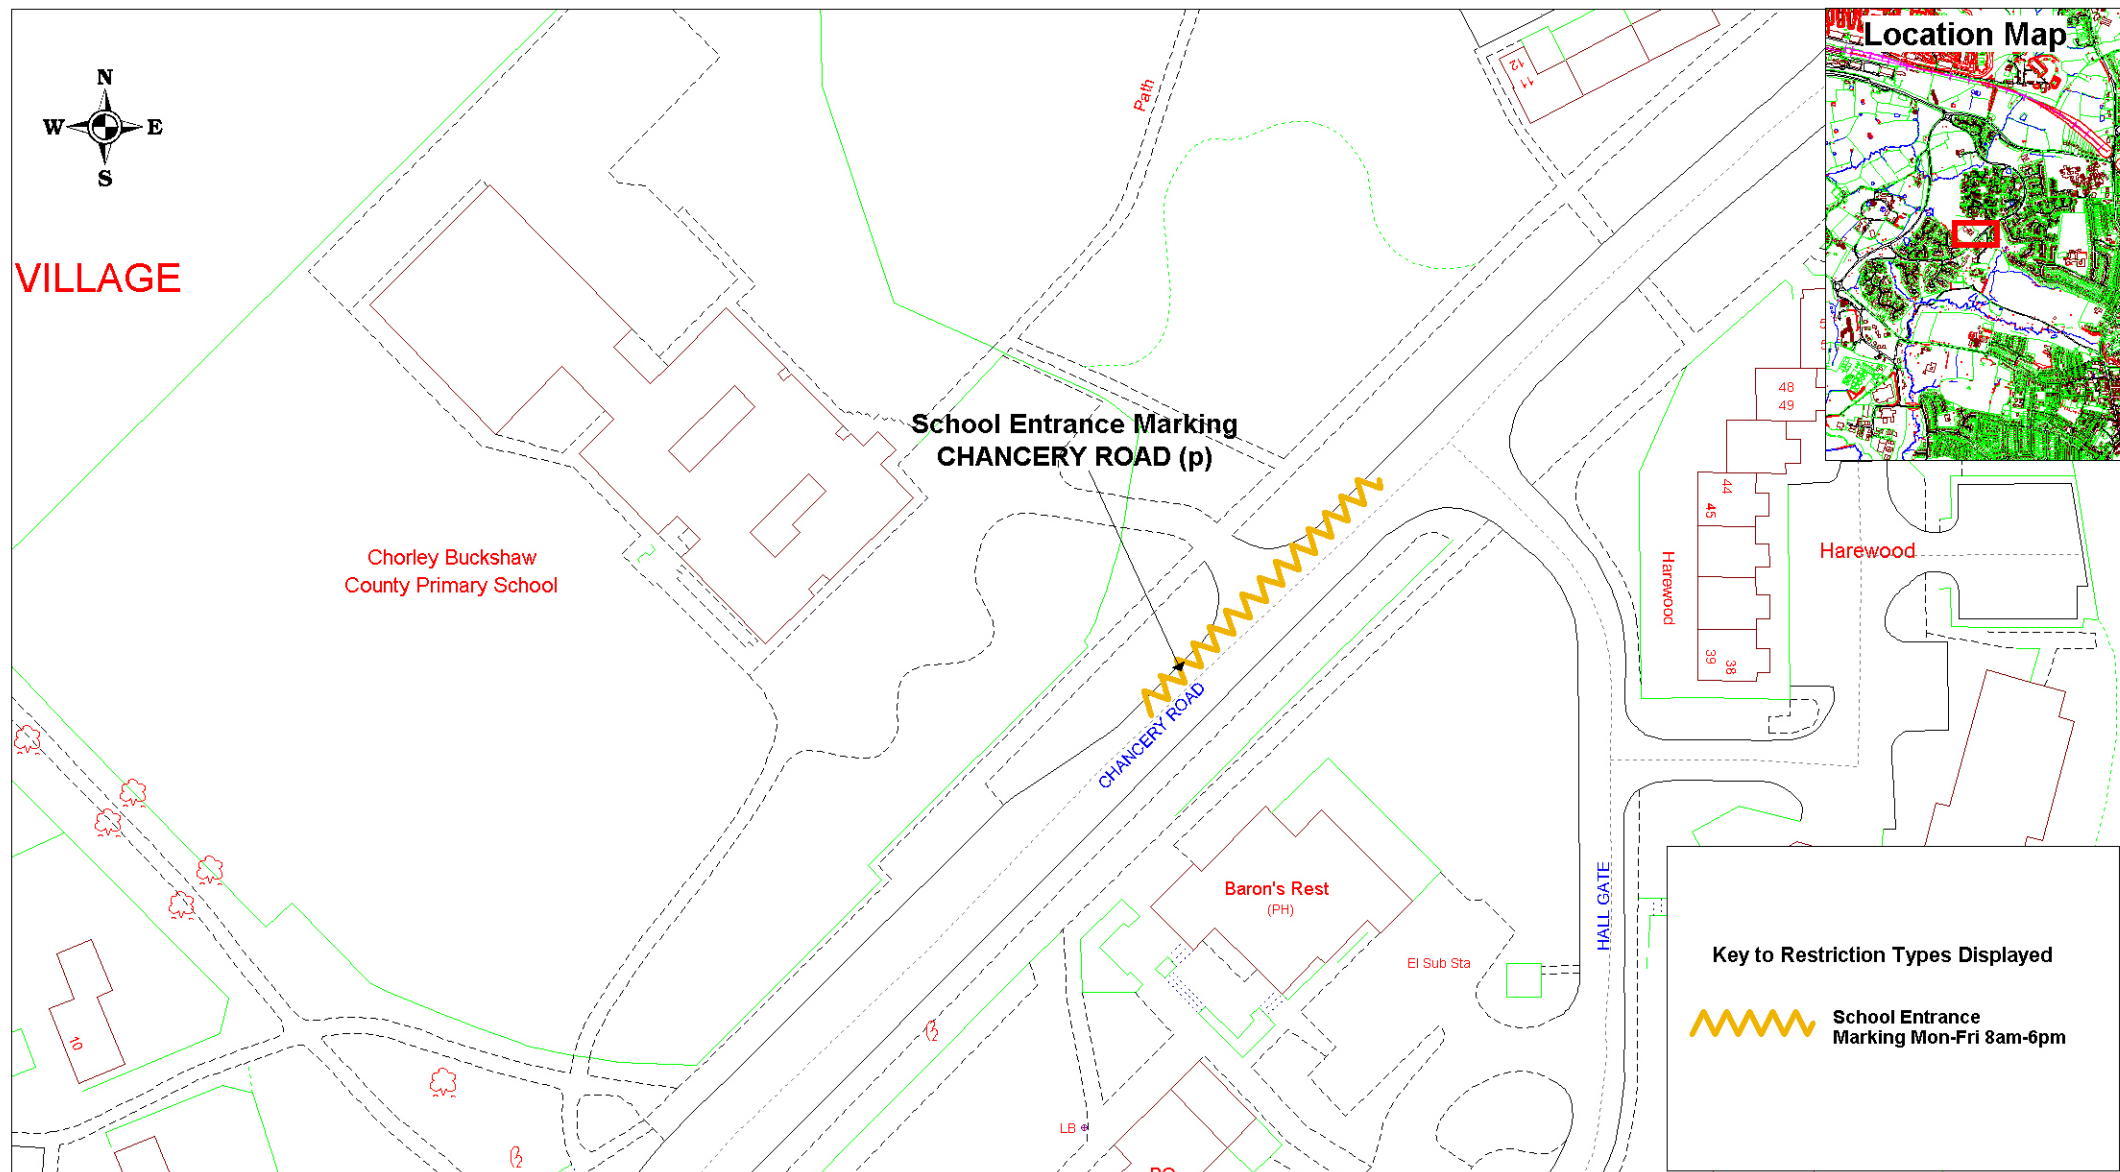 Location Map
N
W E
S
VILLAGE
Path
12
11
School Entrance Marking
CHANCERY ROAD (p)
48
49
44
45
Harewood
Harewood
39
38
Chorley Buckshaw
County Primary School
CHANCERY ROAD
Baron's Rest
(PH)
HALL GATE
El Sub Sta
10
LB
Key to Restriction Types Displayed
School Entrance
Marking Mon-Fri 8am-6pm